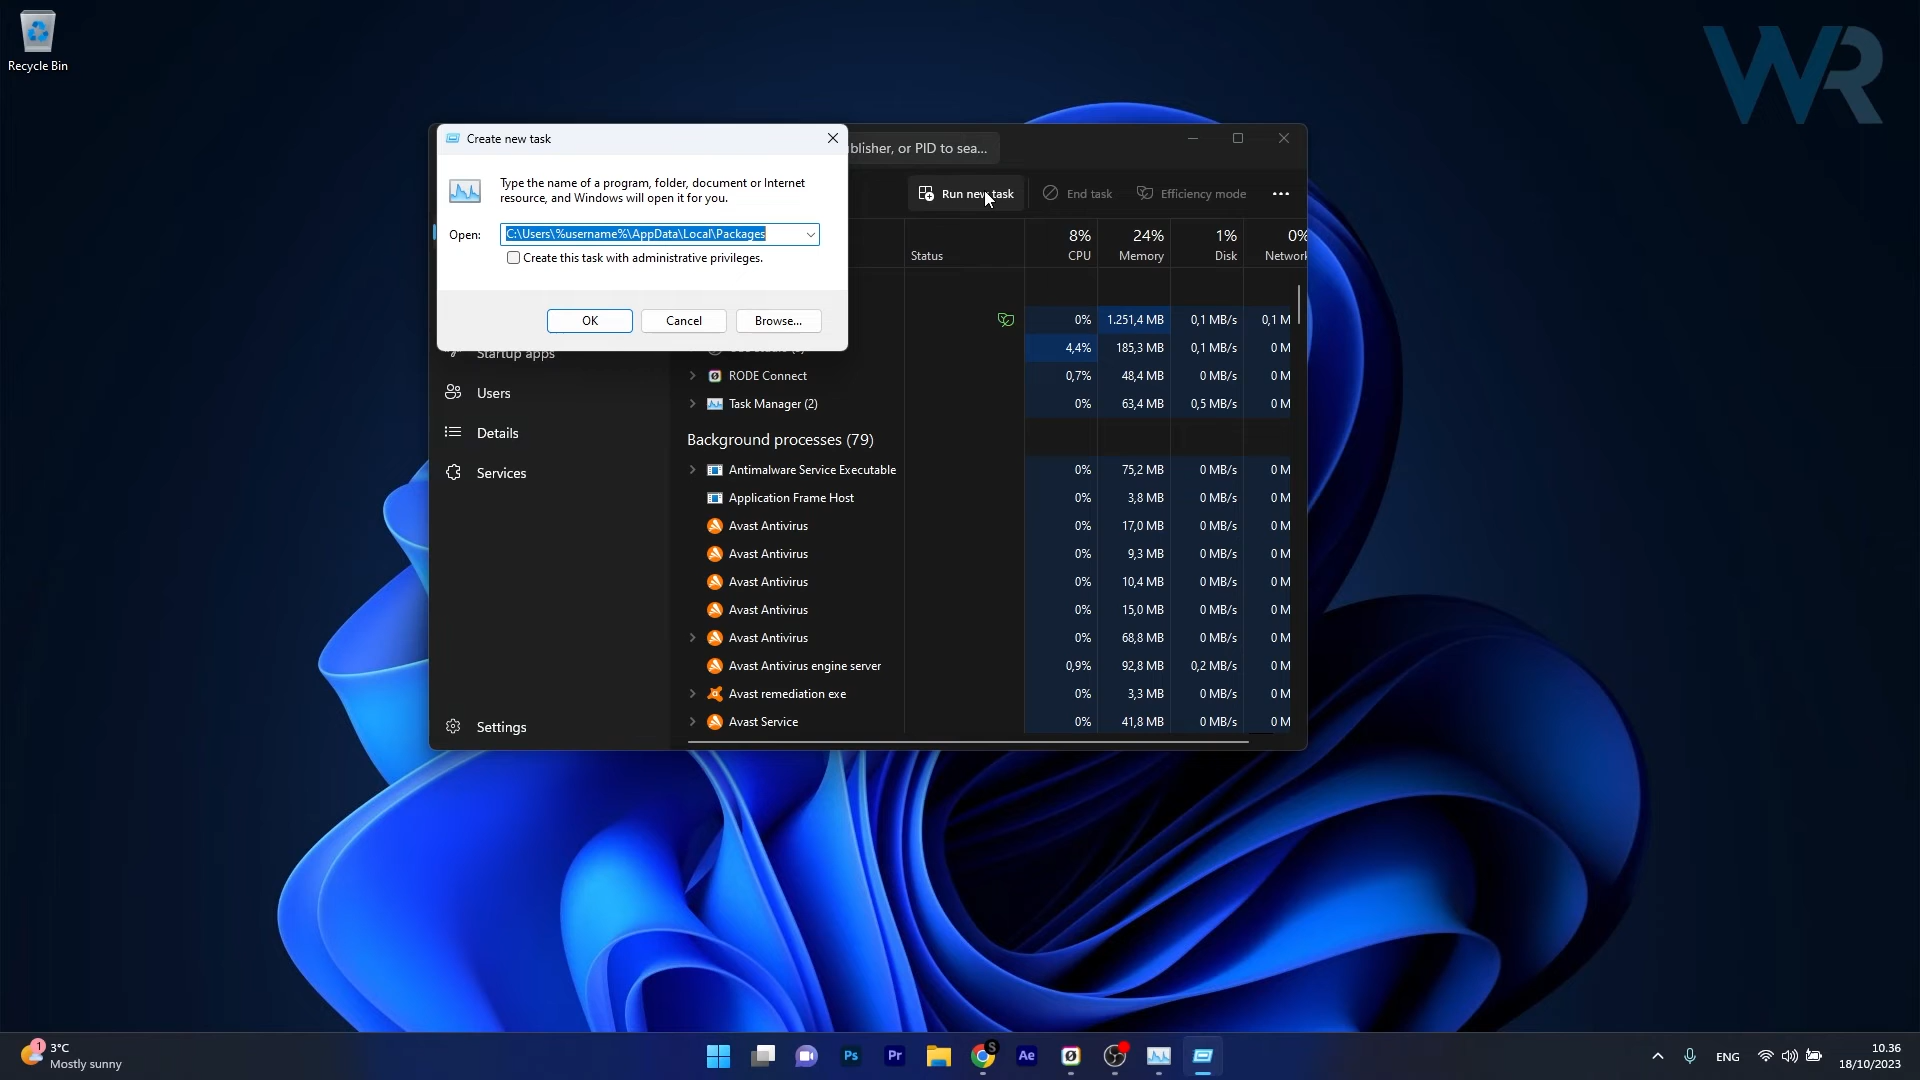 Recycle Bin
WR
Create new task
Type the name of a program, folder, document or Internet
resource, and Windows will open it for you.
Open: C:\Users\%username%\AppData\Local\Packages
Create this task with administrative privileges.
OK Cancel Browse...
blisher, or PID to sea...
Run new task End task Efficiency mode
8% 24% 1% 0%
Status CPU Memory Disk Network
0% 1.251,4 MB 0,1 MB/s 0,1 M
4,4% 185,3 MB 0,1 MB/s 0 M
RODE Connect 0,7% 48,4 MB 0 MB/s 0 M
Task Manager (2) 0% 63,4 MB 0,5 MB/s 0 M
Background processes (79)
Antimalware Service Executable 0% 75,2 MB 0 MB/s 0 M
Application Frame Host 0% 3,8 MB 0 MB/s 0 M
Avast Antivirus 0% 17,0 MB 0 MB/s 0 M
Avast Antivirus 0% 9,3 MB 0 MB/s 0 M
Avast Antivirus 0% 10,4 MB 0 MB/s 0 M
Avast Antivirus 0% 15,0 MB 0 MB/s 0 M
Avast Antivirus 0% 68,8 MB 0 MB/s 0 M
Avast Antivirus engine server 0,9% 92,8 MB 0,2 MB/s 0 M
Avast remediation exe 0% 3,3 MB 0 MB/s 0 M
Avast Service 0% 41,8 MB 0 MB/s 0 M
Startup apps
Users
Details
Services
Settings
1
3°C
Mostly sunny
Ps
Pr
S
Ae
ENG
10.36
18/10/2023